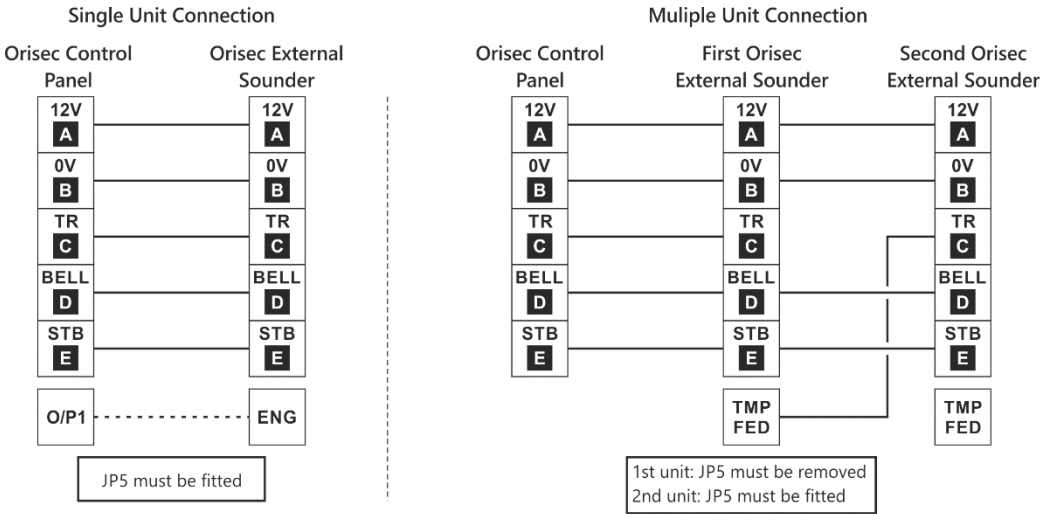 Single Unit Connection
Orisec Control
Panel
Orisec External
Sounder
12V
A
0V
B
TR
C
BELL
D
STB
E
O/P1
12V
A
0V
B
TR
C
BELL
D
STB
E
ENG
JP5 must be fitted
Muliple Unit Connection
Orisec Control
Panel
First Orisec
External Sounder
Second Orisec
External Sounder
12V
A
0V
B
TR
C
BELL
D
STB
E
12V
A
0V
B
TR
C
BELL
D
STB
E
TMP
FED
12V
A
0V
B
TR
C
BELL
D
STB
E
TMP
FED
1st unit: JP5 must be removed
2nd unit: JP5 must be fitted